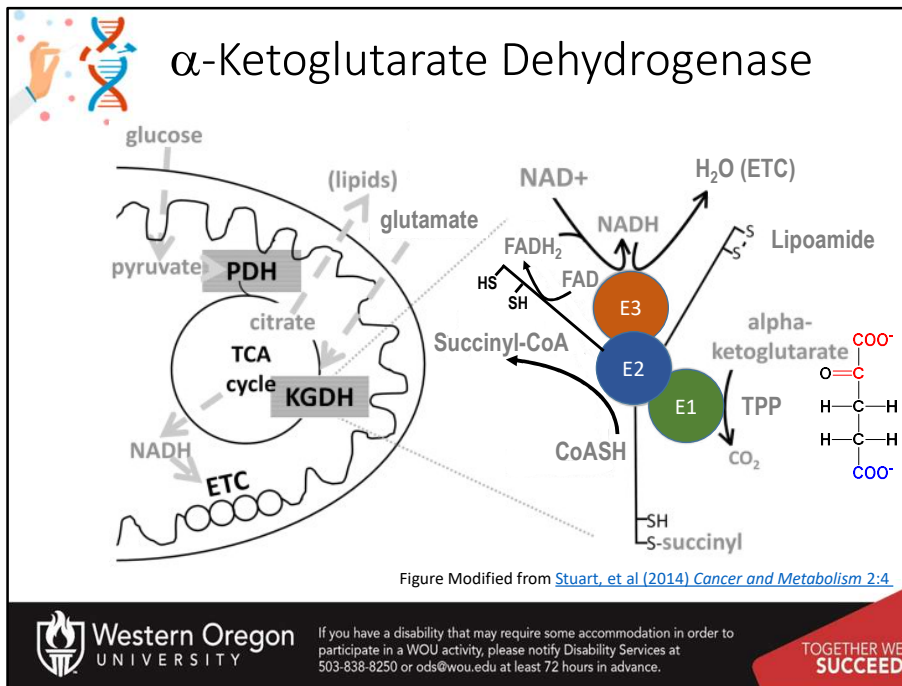 α-Ketoglutarate Dehydrogenase
glucose
(lipids)
glutamate
pyruvate
PDH
citrate
TCA
cycle
KGDH
NADH
ETC
NAD+
H₂O (ETC)
NADH
FADH₂
FAD
HS
SH
S
S
Lipoamide
E3
Succinyl-CoA
E2
alpha-
ketoglutarate
E1
TPP
CoASH
CO₂
SH
S-succinyl
COO⁻
O=C
H-C-H
H-C-H
COO⁻
Figure Modified from Stuart, et al (2014) Cancer and Metabolism 2:4
Western Oregon
UNIVERSITY
If you have a disability that may require some accommodation in order to
participate in a WOU activity, please notify Disability Services at
503-838-8250 or ods@wou.edu at least 72 hours in advance.
TOGETHER WE
SUCCEED